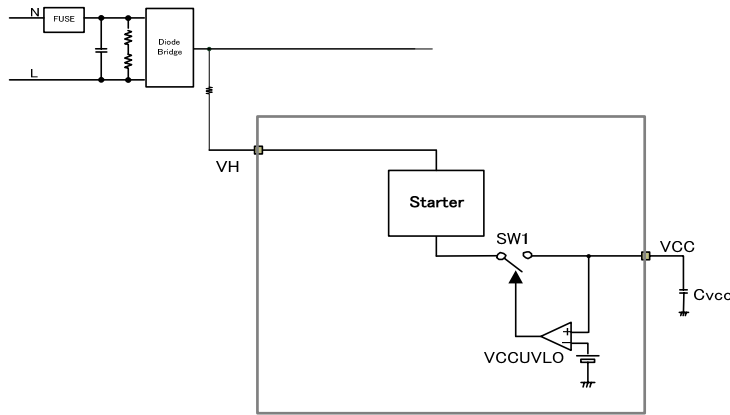 N
FUSE
L
Diode
Bridge
VH
Starter
SW1
VCC
Cvcc
+
−
VCCUVLO